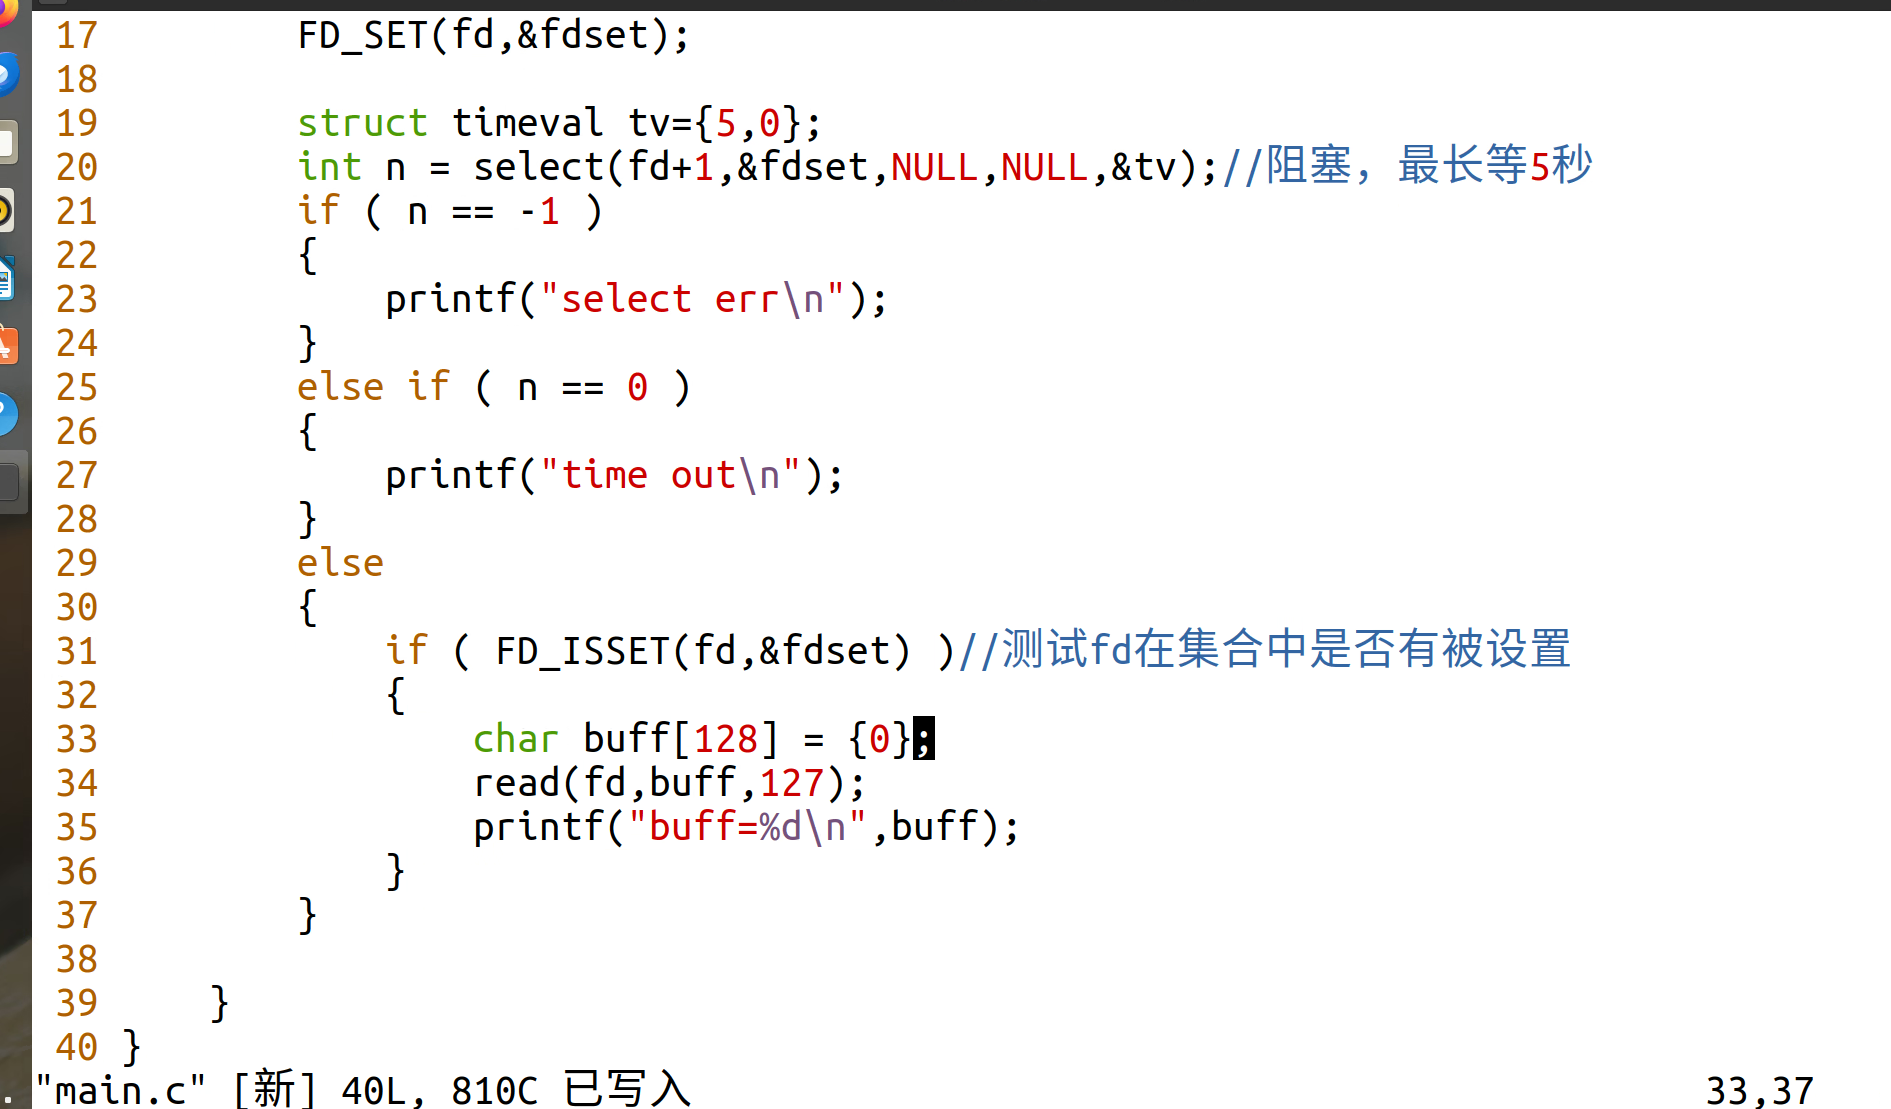 17         FD_SET(fd,&fdset);
18
19         struct timeval tv={5,0};
20         int n = select(fd+1,&fdset,NULL,NULL,&tv);//阻塞，最长等5秒
21         if ( n == -1 )
22         {
23             printf("select err\n");
24         }
25         else if ( n == 0 )
26         {
27             printf("time out\n");
28         }
29         else
30         {
31             if ( FD_ISSET(fd,&fdset) )//测试fd在集合中是否有被设置
32             {
33                 char buff[128] = {0};
34                 read(fd,buff,127);
35                 printf("buff=%d\n",buff);
36             }
37         }
38
39     }
40 }
"main.c" [新] 40L, 810C 已写入 33,37